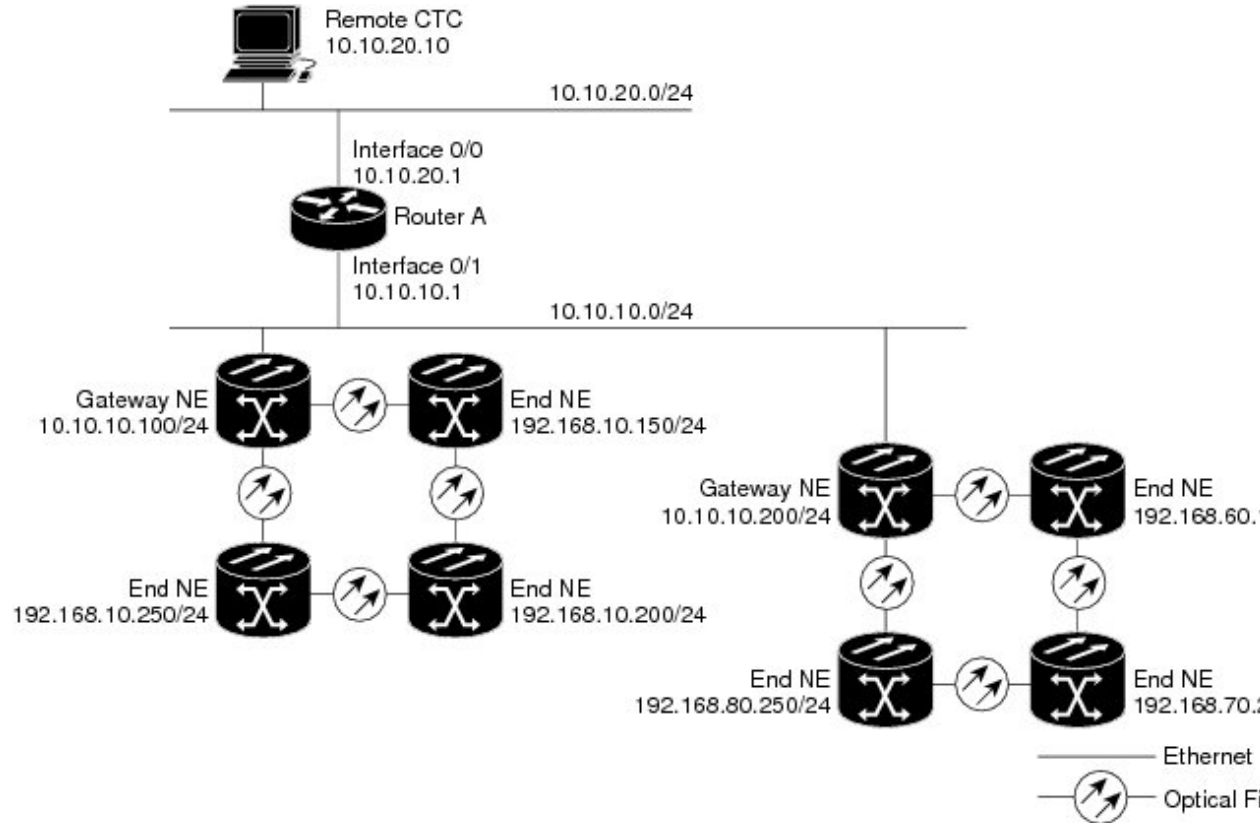 Remote CTC
10.10.20.10
10.10.20.0/24
Interface 0/0
10.10.20.1
Router A
Interface 0/1
10.10.10.1
10.10.10.0/24
Gateway NE
10.10.10.100/24
End NE
192.168.10.150/24
End NE
192.168.10.250/24
End NE
192.168.10.200/24
Gateway NE
10.10.10.200/24
End NE
End NE
192.168.80.250/24
End NE
Ethernet
Optical